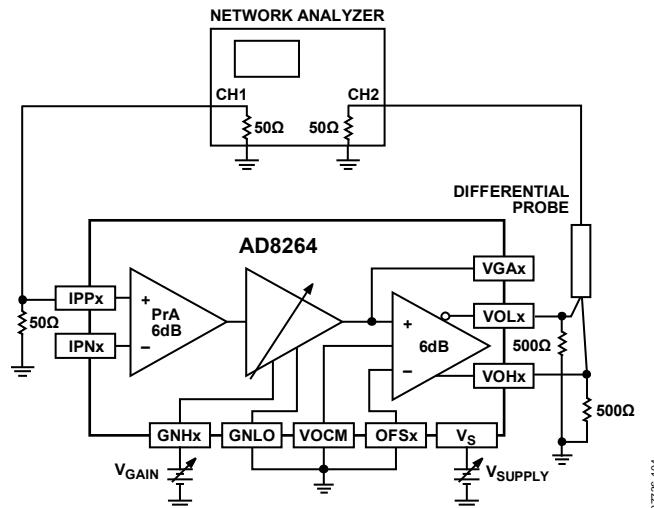 NETWORK ANALYZER
CH1
CH2
50Ω
50Ω
DIFFERENTIAL
PROBE
AD8264
VGAx
IPPx
+
PrA
6dB
–
+
6dB
–
VOLx
50Ω
IPNx
500Ω
VOHx
500Ω
GNHx
GNLO
VOCM
OFSx
VS
VGAIN
VSUPPLY